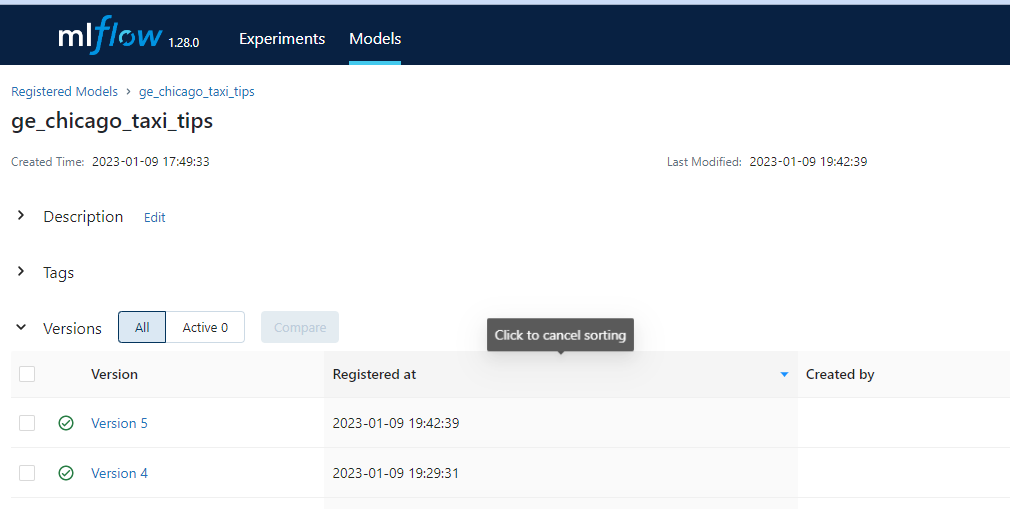 mlflow 1.28.0 Experiments Models
Registered Models › ge_chicago_taxi_tips
ge_chicago_taxi_tips
Created Time: 2023-01-09 17:49:33 Last Modified: 2023-01-09 19:42:39
Description Edit
Tags
Versions All Active 0 Compare
Click to cancel sorting
Version Registered at Created by
Version 5 2023-01-09 19:42:39
Version 4 2023-01-09 19:29:31